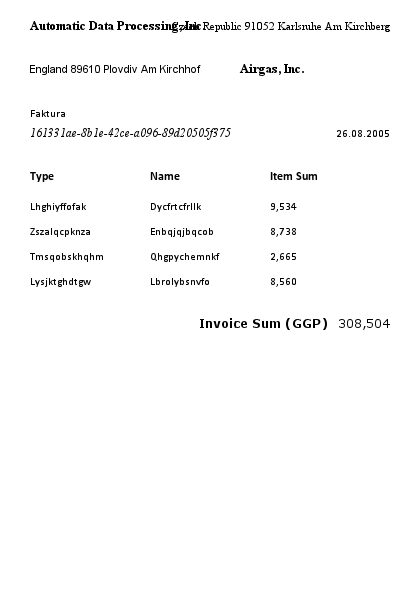 Automatic Data Processing, Inc. Czech Republic 91052 Karlsruhe Am Kirchberg
England 89610 Plovdiv Am Kirchhof Airgas, Inc.
Faktura
161331ae-8b1e-42ce-a096-89d20505f375 26.08.2005
Type Name Item Sum
Lhghiyffofak Dycfrtcfrllk 9,534
Zszalqcpknza Enbqjqjbqcob 8,738
Tmsqobskhqhm Qhgpychemnkf 2,665
Lysjktghdtgw Lbrolybsnvfo 8,560
Invoice Sum (GGP) 308,504